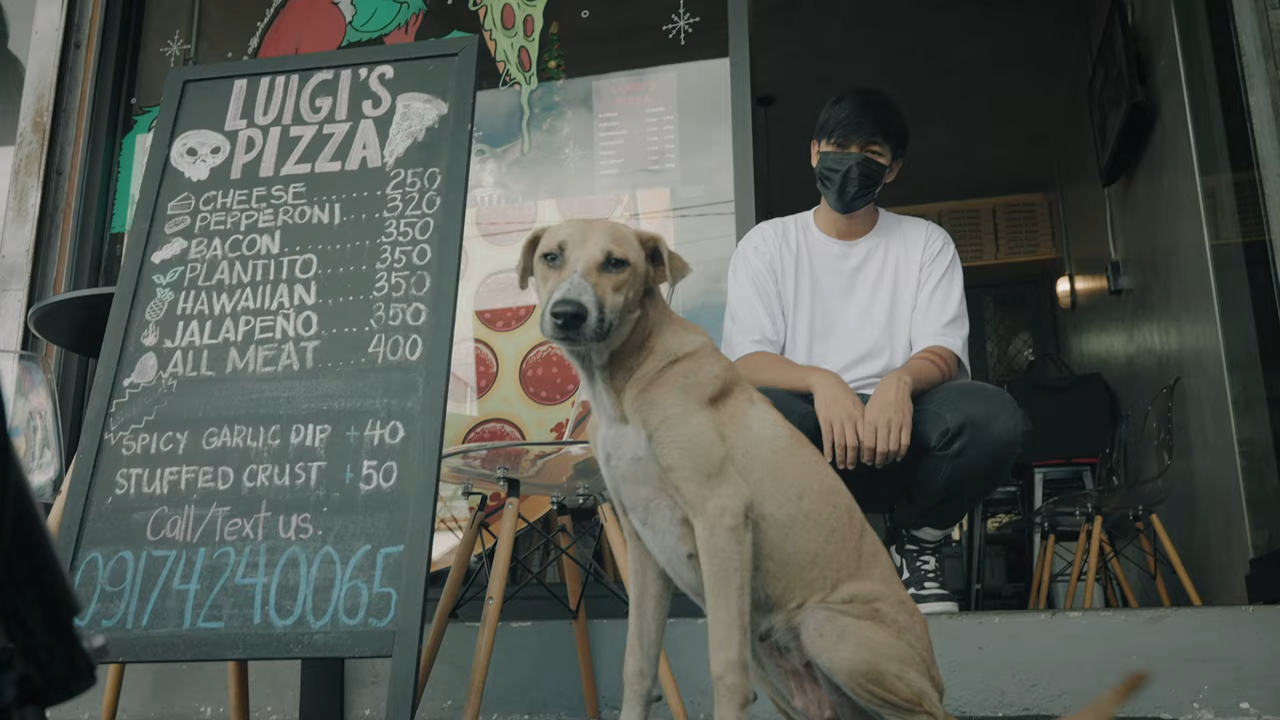 LUIGI'S
PIZZA
CHEESE.......250
PEPPERONI....320
BACON........350
PLANTITO.....350
HAWAIIAN.....350
JALAPEÑO.....350
ALL MEAT.....400
SPICY GARLIC DIP +40
STUFFED CRUST +50
Call/Text us:
09174240065